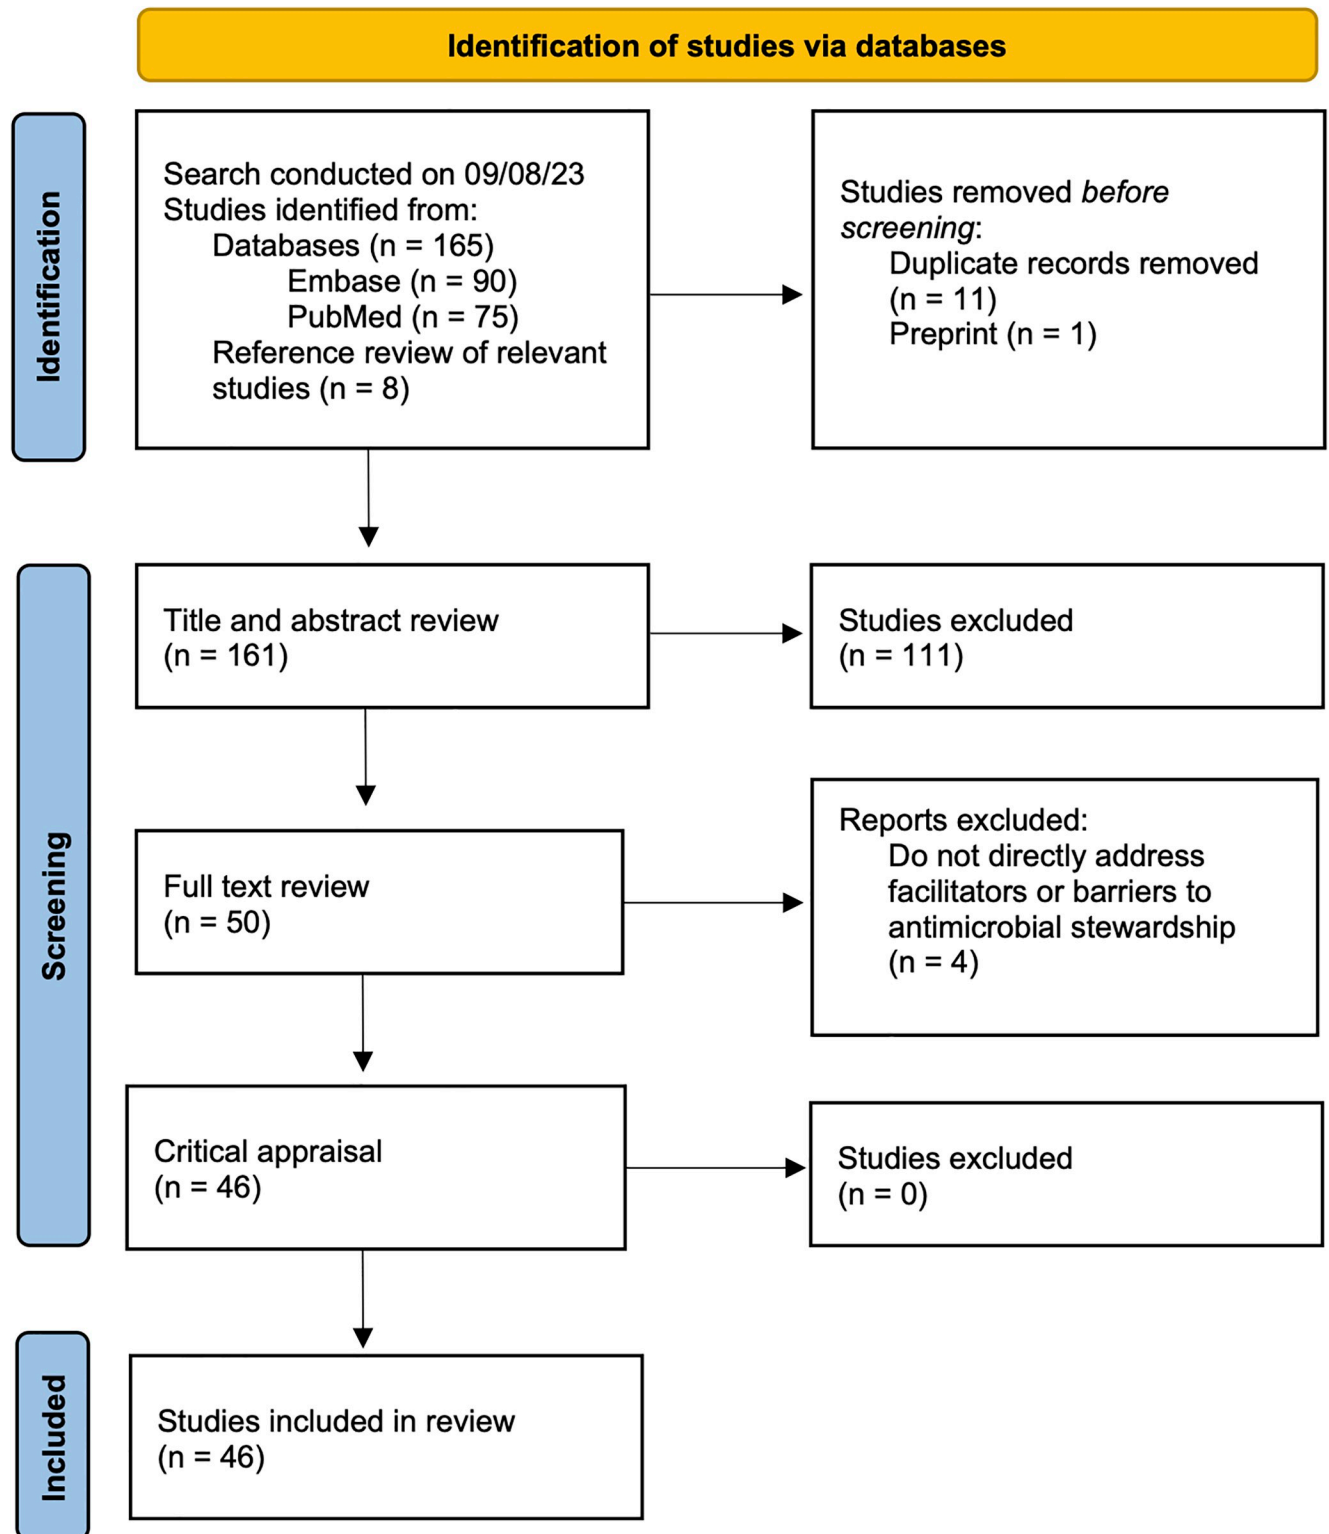 Identification of studies via databases
Identification
Search conducted on 09/08/23
Studies identified from:
Databases (n = 165)
Embase (n = 90)
PubMed (n = 75)
Reference review of relevant
studies (n = 8)
Studies removed before
screening:
Duplicate records removed
(n = 11)
Preprint (n = 1)
Screening
Title and abstract review
(n = 161)
Studies excluded
(n = 111)
Full text review
(n = 50)
Reports excluded:
Do not directly address
facilitators or barriers to
antimicrobial stewardship
(n = 4)
Critical appraisal
(n = 46)
Studies excluded
(n = 0)
Included
Studies included in review
(n = 46)